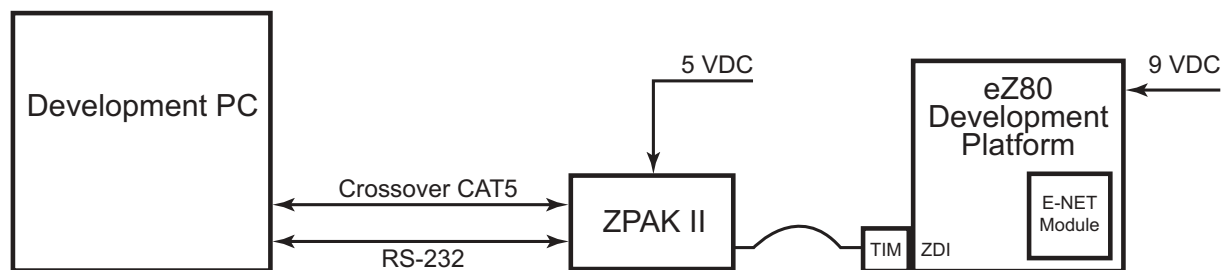 Development PC
Crossover CAT5
RS-232
5 VDC
ZPAK II
TIM
ZDI
eZ80
Development
Platform
E-NET
Module
9 VDC